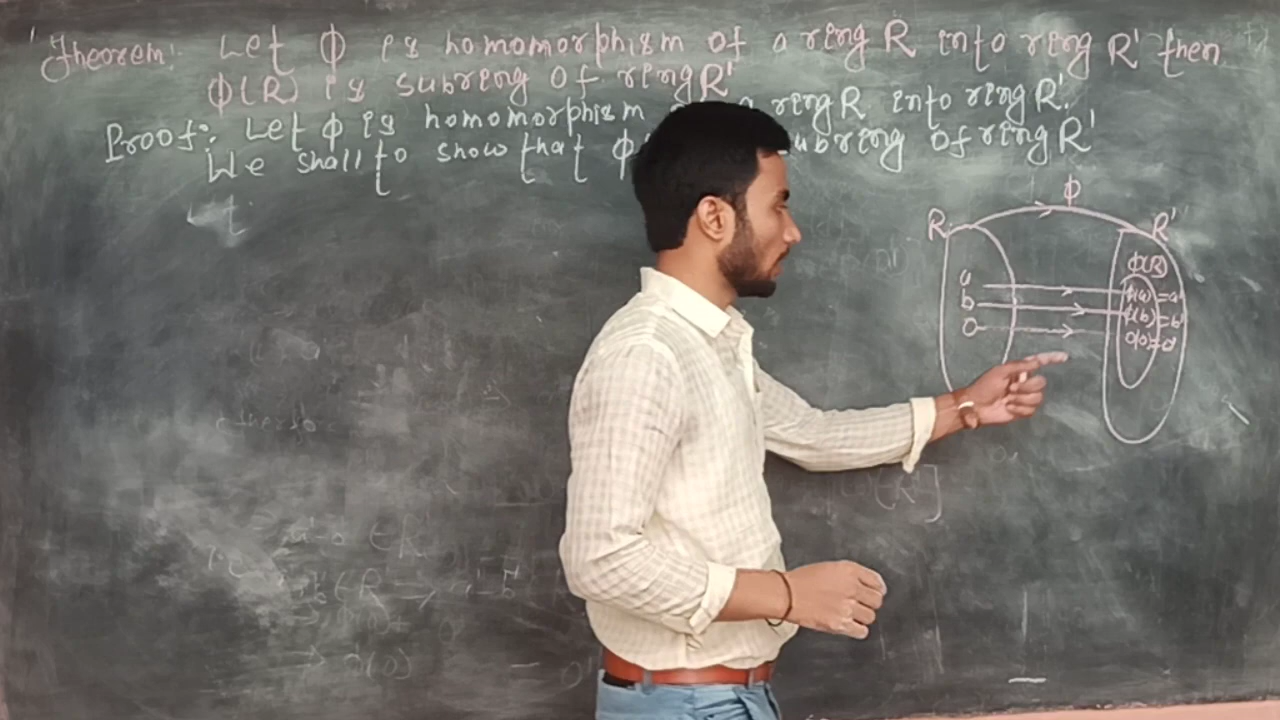 Theorem: Let ϕ is homomorphism of a ring R into ring R' then
ϕ(R) is subring of ring R'
Proof: Let ϕ is homomorphism a ring R into ring R'.
We shall to show that ϕ subring of ring R'
t
ϕ
R R'
ϕ(R)
a ϕ(a) = a'
b ϕ(b) = b'
0 0(0) = 0'